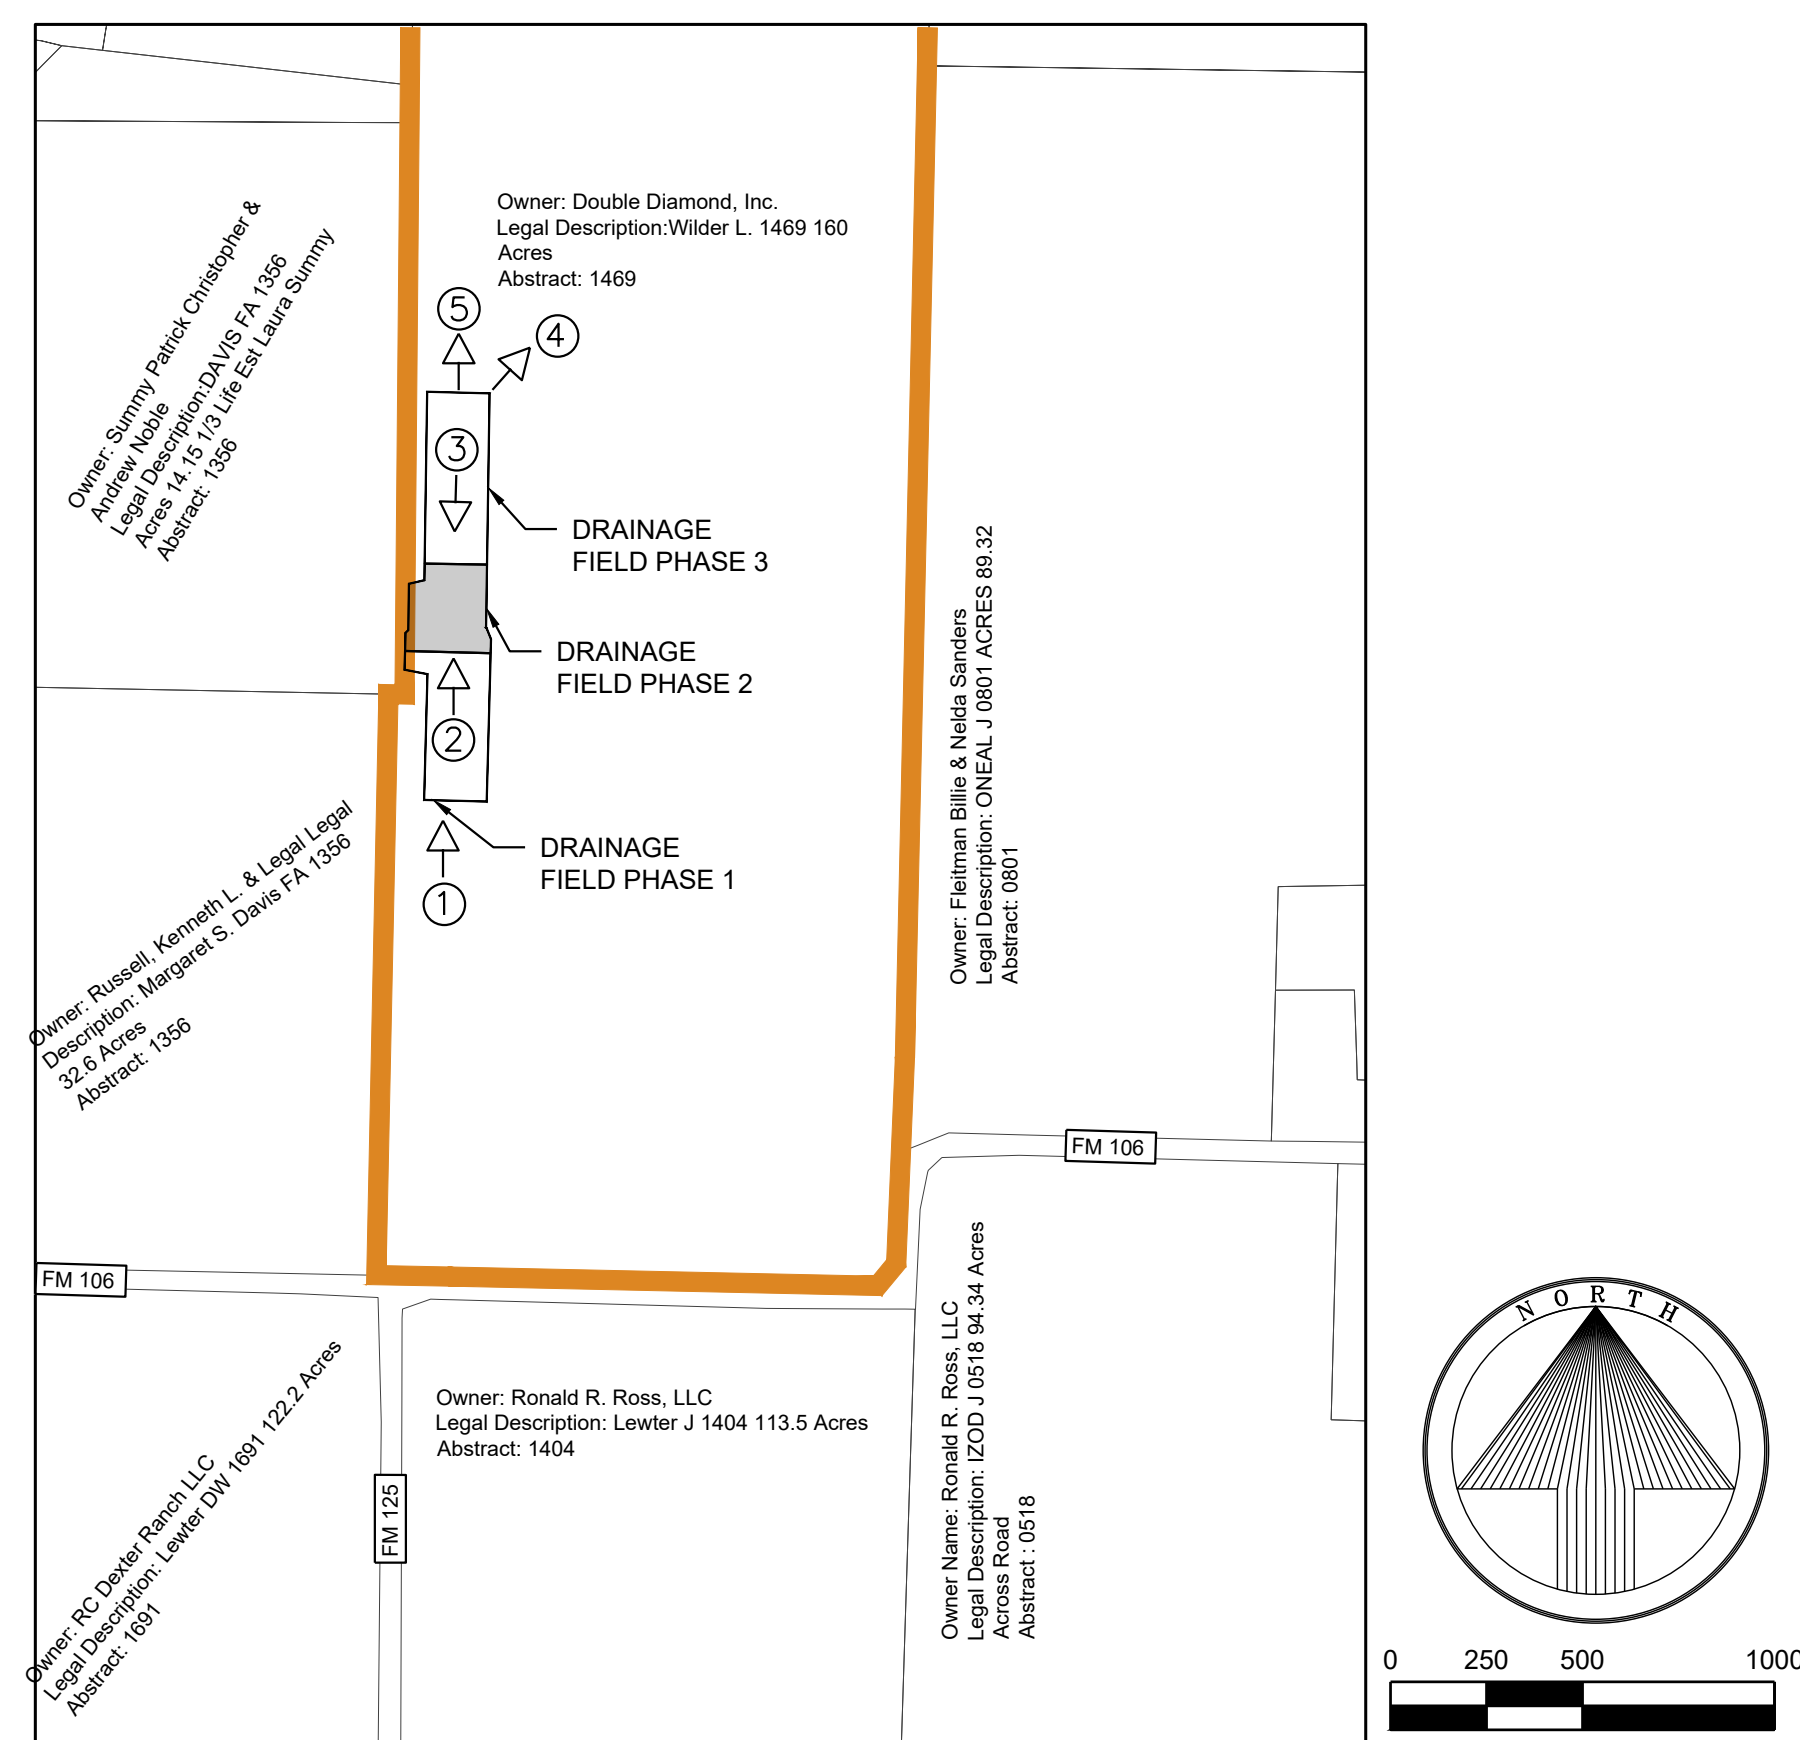 Owner: Double Diamond, Inc.
Legal Description:Wilder L. 1469 160
Acres
Abstract: 1469
Owner: Summy Patrick Christopher &
Andrew Noble
Legal Description:DAVIS FA 1356
Acres 14.15 1/3 Life Est Laura Summy
Abstract: 1356
5
4
3
DRAINAGE
FIELD PHASE 3
DRAINAGE
FIELD PHASE 2
2
DRAINAGE
FIELD PHASE 1
1
Owner: Fleitman Billie & Nelda Sanders
Legal Description: ONEAL J 0801 ACRES 89.32
Abstract: 0801
Owner: Russell, Kenneth L. & Legal Legal
Description: Margaret S. Davis FA 1356
32.6 Acres
Abstract: 1356
FM 106
FM 106
Owner Name: Ronald R. Ross, LLC
Legal Description: IZOD J 0518 94.34 Acres
Across Road
Abstract : 0518
Owner: Ronald R. Ross, LLC
Legal Description: Lewter J 1404 113.5 Acres
Abstract: 1404
FM 125
Owner: RC Dexter Ranch LLC
Legal Description: Lewter DW 1691 122.2 Acres
Abstract: 1691
NORTH
0 250 500 1000